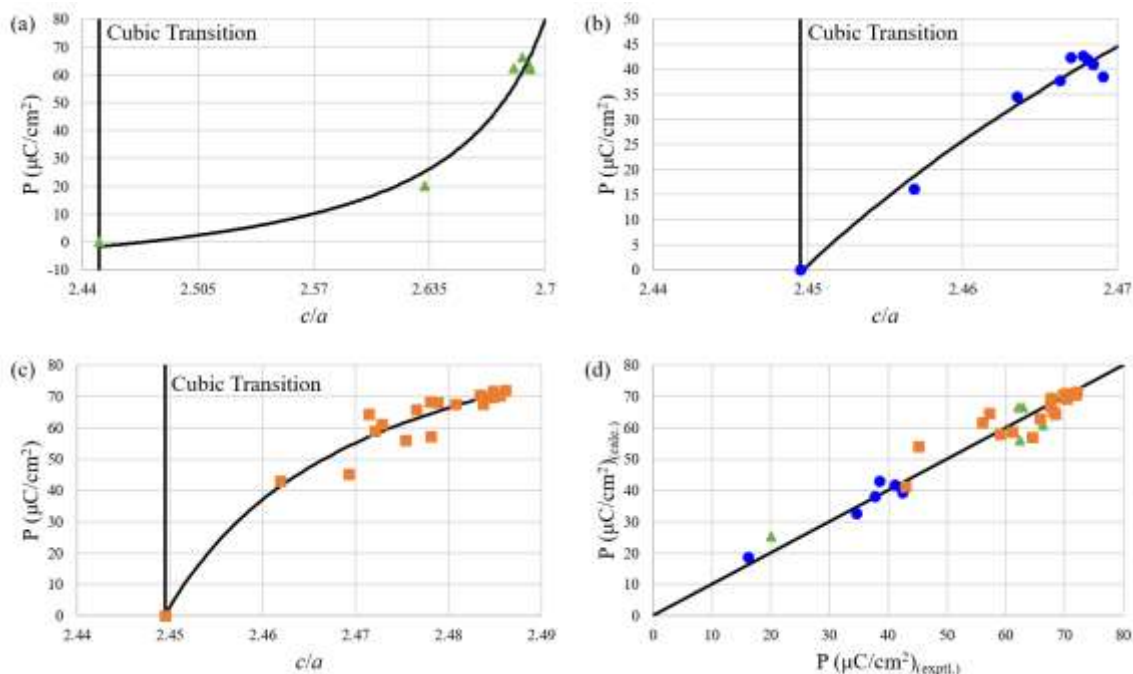 (a)
Cubic Transition
80
70
60
50
40
30
20
10
0
-10
P (μC/cm²)
2.44 2.505 2.57 2.635 2.7
c/a
(b)
Cubic Transition
50
45
40
35
30
25
20
15
10
5
0
P (μC/cm²)
2.44 2.45 2.46 2.47
c/a
(c)
Cubic Transition
80
70
60
50
40
30
20
10
0
P (μC/cm²)
2.44 2.45 2.46 2.47 2.48 2.49
c/a
(d)
80
70
60
50
40
30
20
10
0
P (μC/cm²)(calc.)
0 10 20 30 40 50 60 70 80
P (μC/cm²)(exptl.)